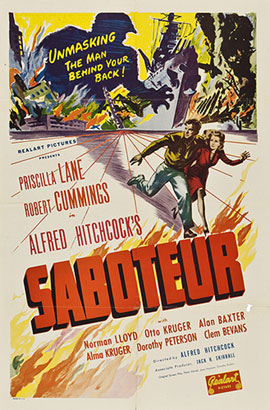 UNMASKING
THE MAN
BEHIND YOUR
BACK!
REALART PICTURES
PRESENTS
PRISCILLA LANE
ROBERT CUMMINGS
in
ALFRED HITCHCOCK'S
SABOTEUR
with
Norman LLOYD Otto KRUGER Alan BAXTER
Alma KRUGER Dorothy PETERSON Clem BEVANS
Directed by ALFRED HITCHCOCK
Associate Producer: JACK H. SKIRBALL
Realart
PICTURE